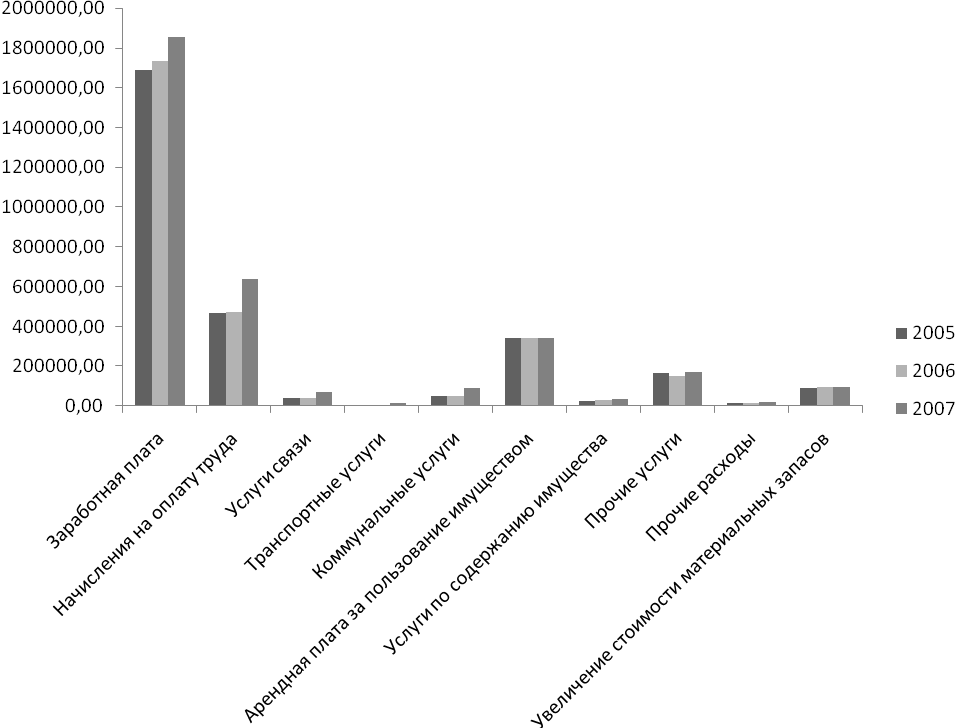 2000000,00
1800000,00
1600000,00
1400000,00
1200000,00
1000000,00
800000,00
600000,00
400000,00
200000,00
0,00
Заработная плата
Начисления на оплату труда
Услуги связи
Транспортные услуги
Коммунальные услуги
Арендная плата за пользование имуществом
Услуги по содержанию имущества
Прочие услуги
Прочие расходы
Увеличение стоимости материальных запасов
2005
2006
2007